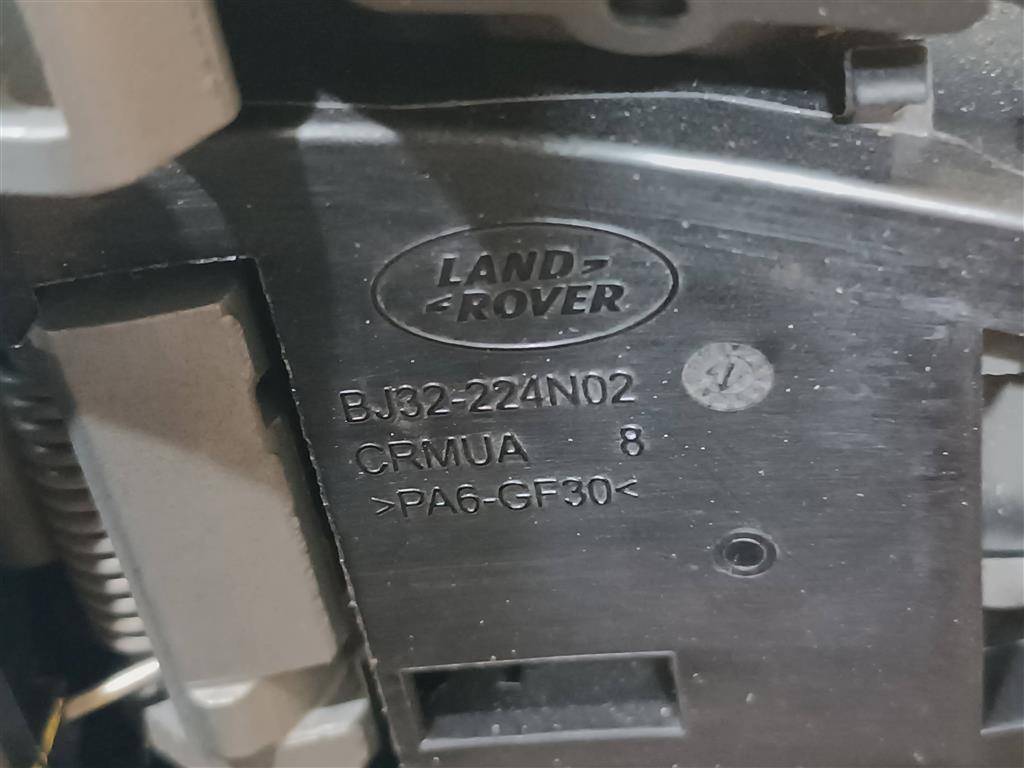 LAND>
<ROVER
BJ32-224N02
CRMUA 8
>PA6-GF30<